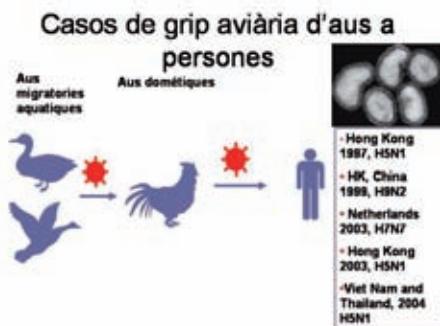 Casos de grip aviària d'aus a
persones
Aus
migratories
aquatiques
Aus dométiques
• Hong Kong
1997, H5N1
• HK, China
1999, H9N2
• Netherlands
2003, H7N7
• Hong Kong
2003, H5N1
•Viet Nam and
Thailand, 2004
H5N1